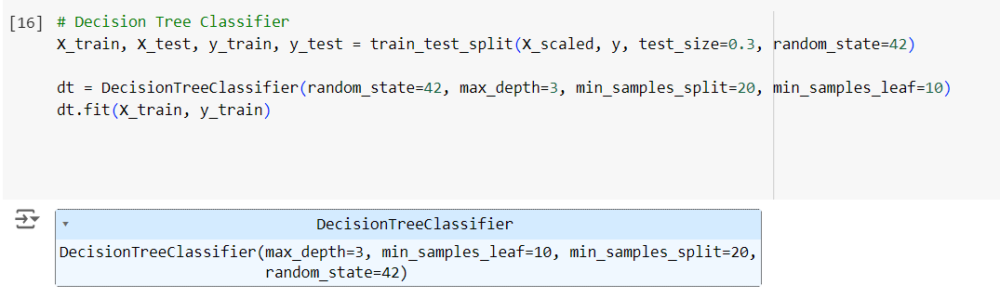 [16] # Decision Tree Classifier
X_train, X_test, y_train, y_test = train_test_split(X_scaled, y, test_size=0.3, random_state=42)
dt = DecisionTreeClassifier(random_state=42, max_depth=3, min_samples_split=20, min_samples_leaf=10)
dt.fit(X_train, y_train)
DecisionTreeClassifier
DecisionTreeClassifier(max_depth=3, min_samples_leaf=10, min_samples_split=20,
random_state=42)